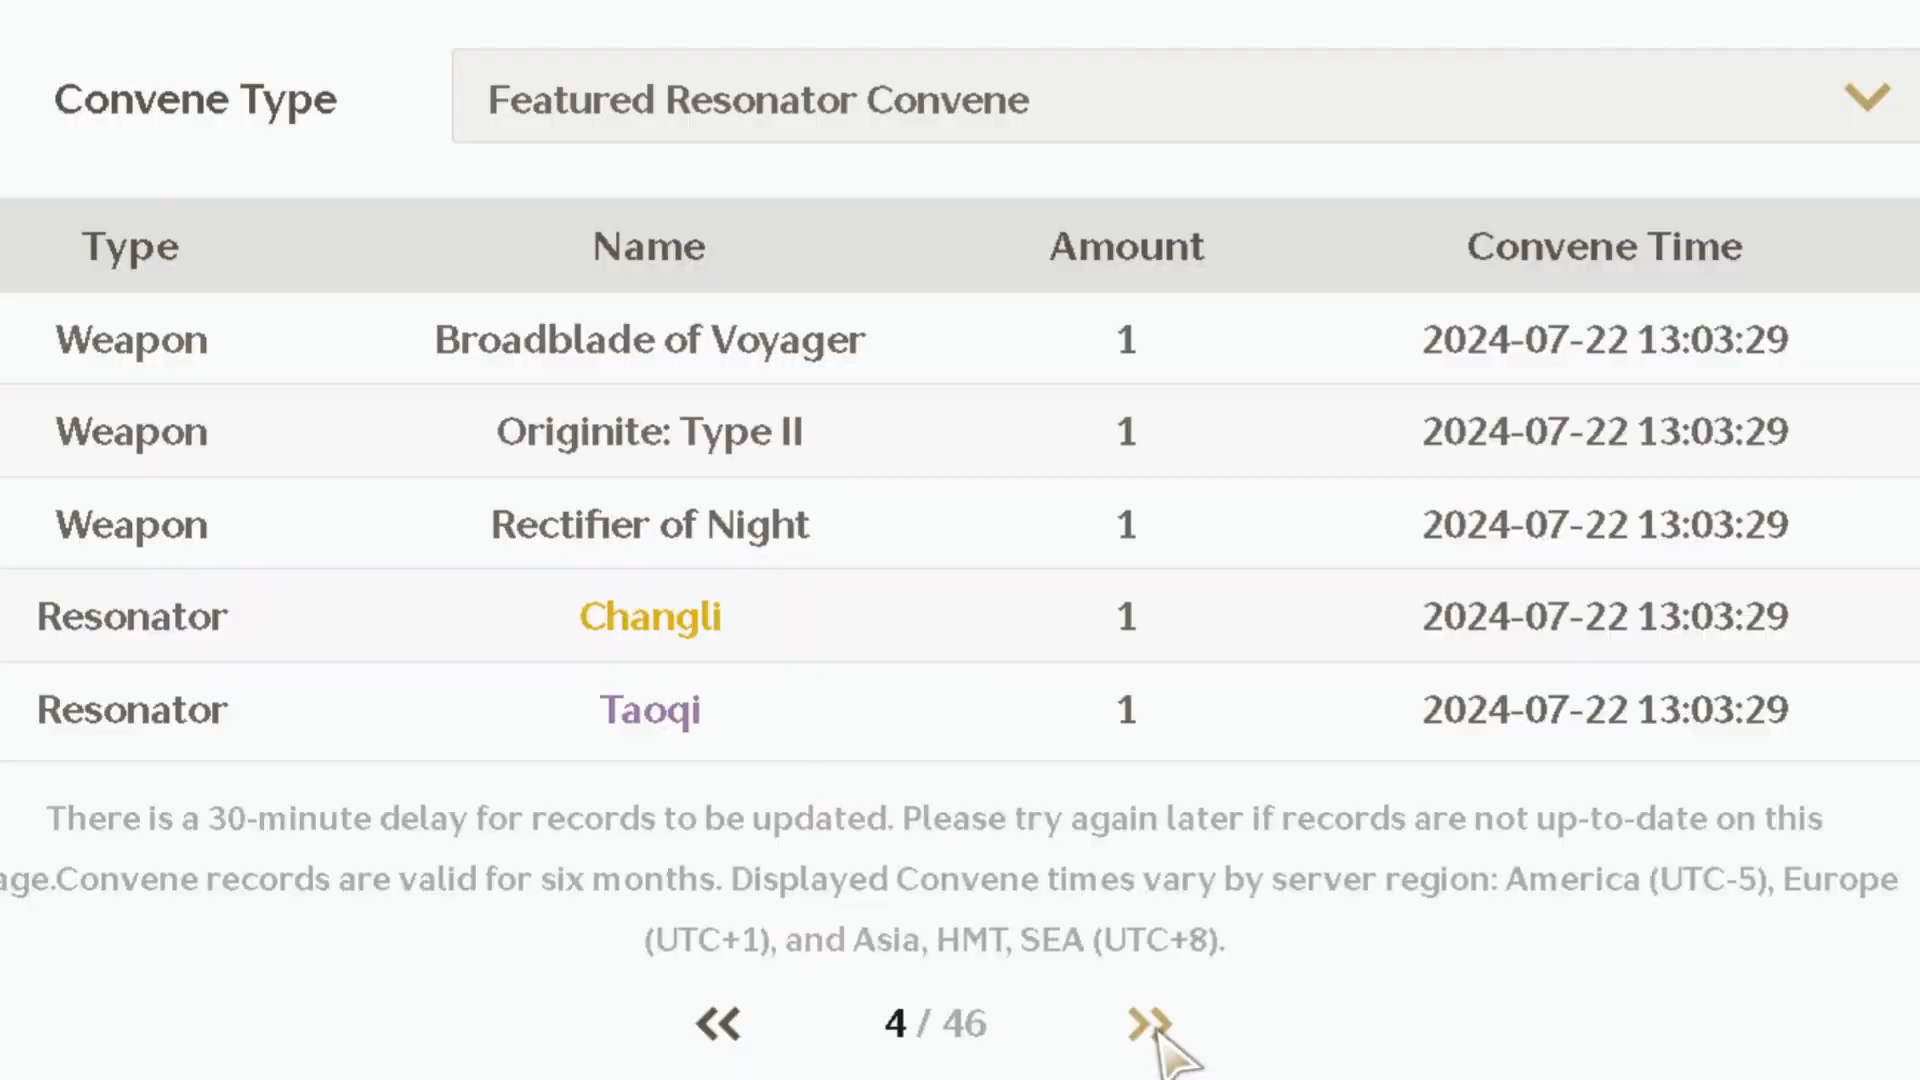 Convene Type
Featured Resonator Convene
Type Name Amount Convene Time
Weapon Broadblade of Voyager 1 2024-07-22 13:03:29
Weapon Originite: Type II 1 2024-07-22 13:03:29
Weapon Rectifier of Night 1 2024-07-22 13:03:29
Resonator Changli 1 2024-07-22 13:03:29
Resonator Taoqi 1 2024-07-22 13:03:29
There is a 30-minute delay for records to be updated. Please try again later if records are not up-to-date on this
age.Convene records are valid for six months. Displayed Convene times vary by server region: America (UTC-5), Europe
(UTC+1), and Asia, HMT, SEA (UTC+8).
4 / 46